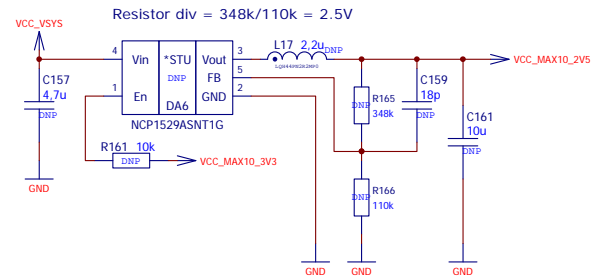 Resistor div = 348k/110k = 2.5V
VCC_VSYS
4 Vin *STU Vout 3
L17 2,2u DNP
LQH44PN2R2MP0
VCC_MAX10_2V5
C157
4,7u
DNP
DNP
FB 5
1 En
GND 2
DA6
NCP1529ASNT1G
R165
348k
DNP
C159
18p
DNP
C161
10u
DNP
R161 10k
DNP
VCC_MAX10_3V3
R166
110k
DNP
GND
GND
GND
GND